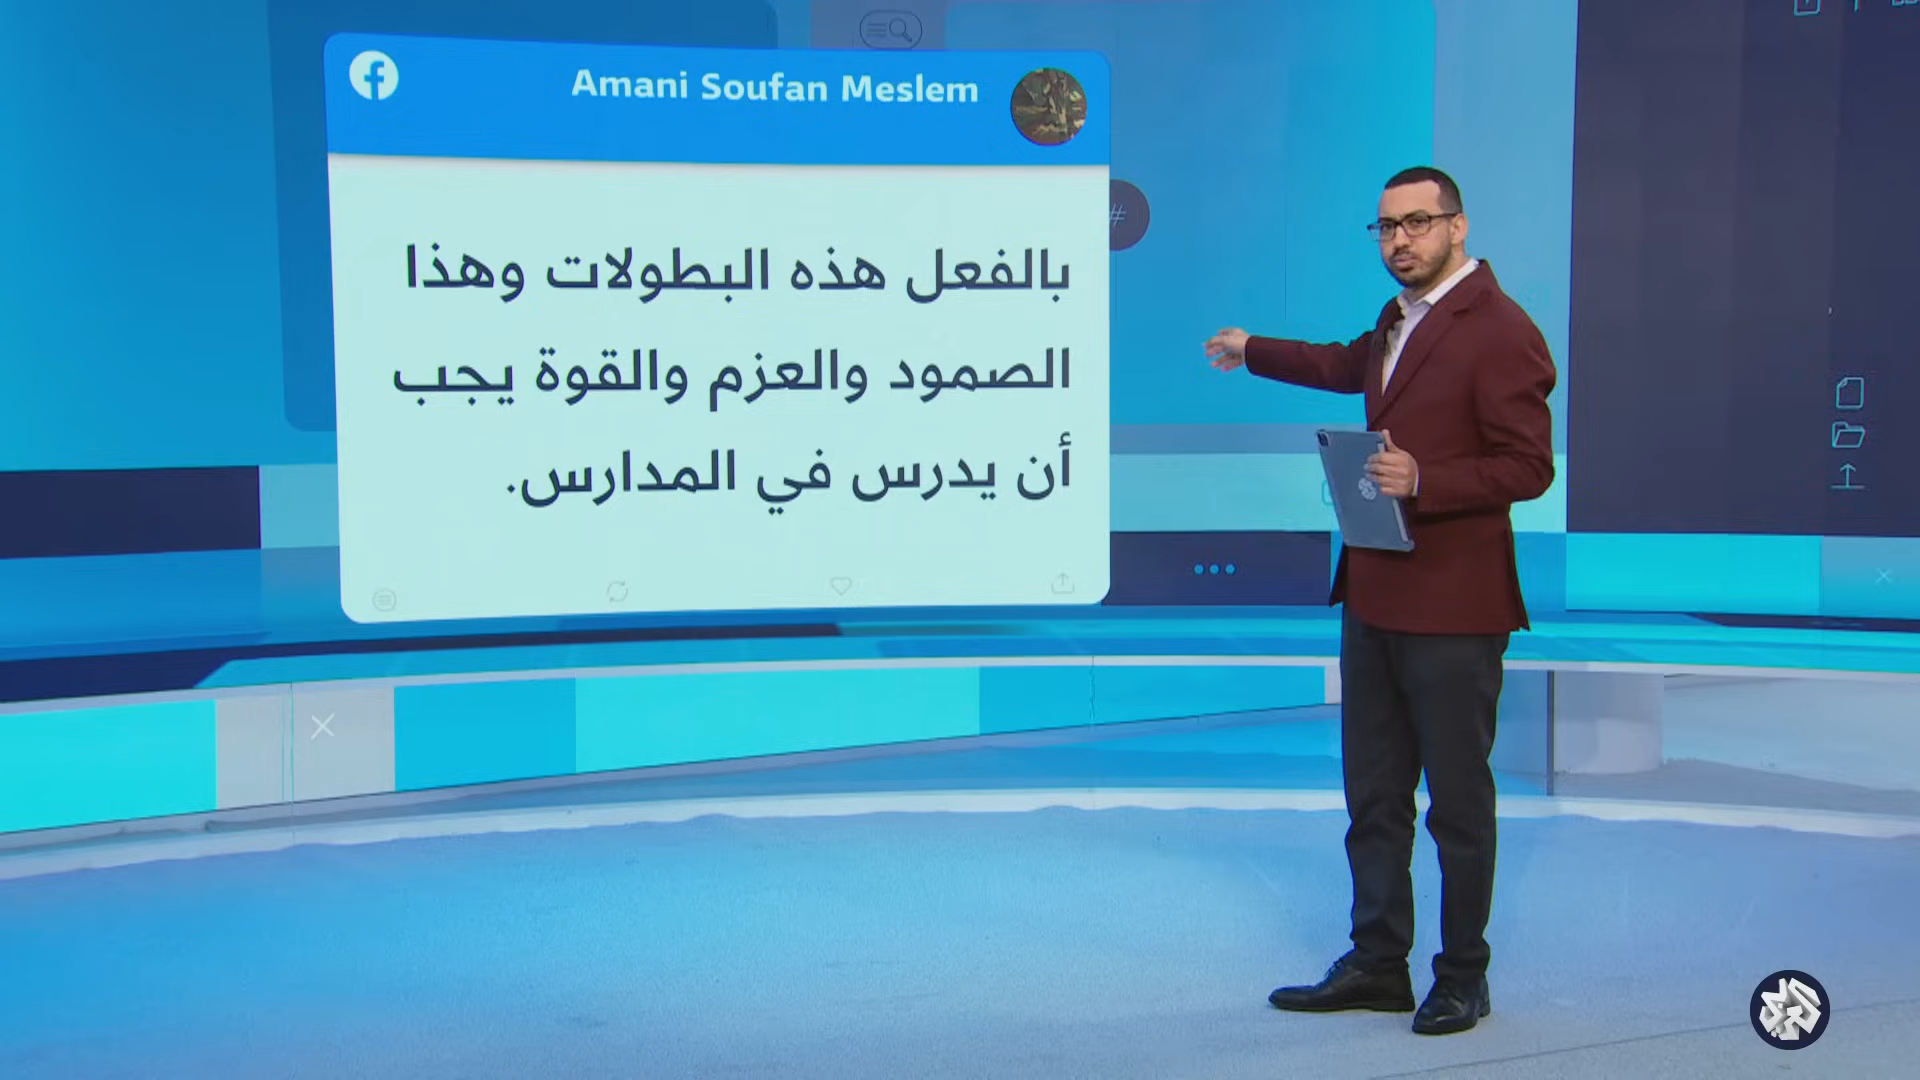 Amani Soufan Meslem
بالفعل هذه البطولات وهذا
الصمود والعزم والقوة يجب
أن يدرس في المدارس.
#